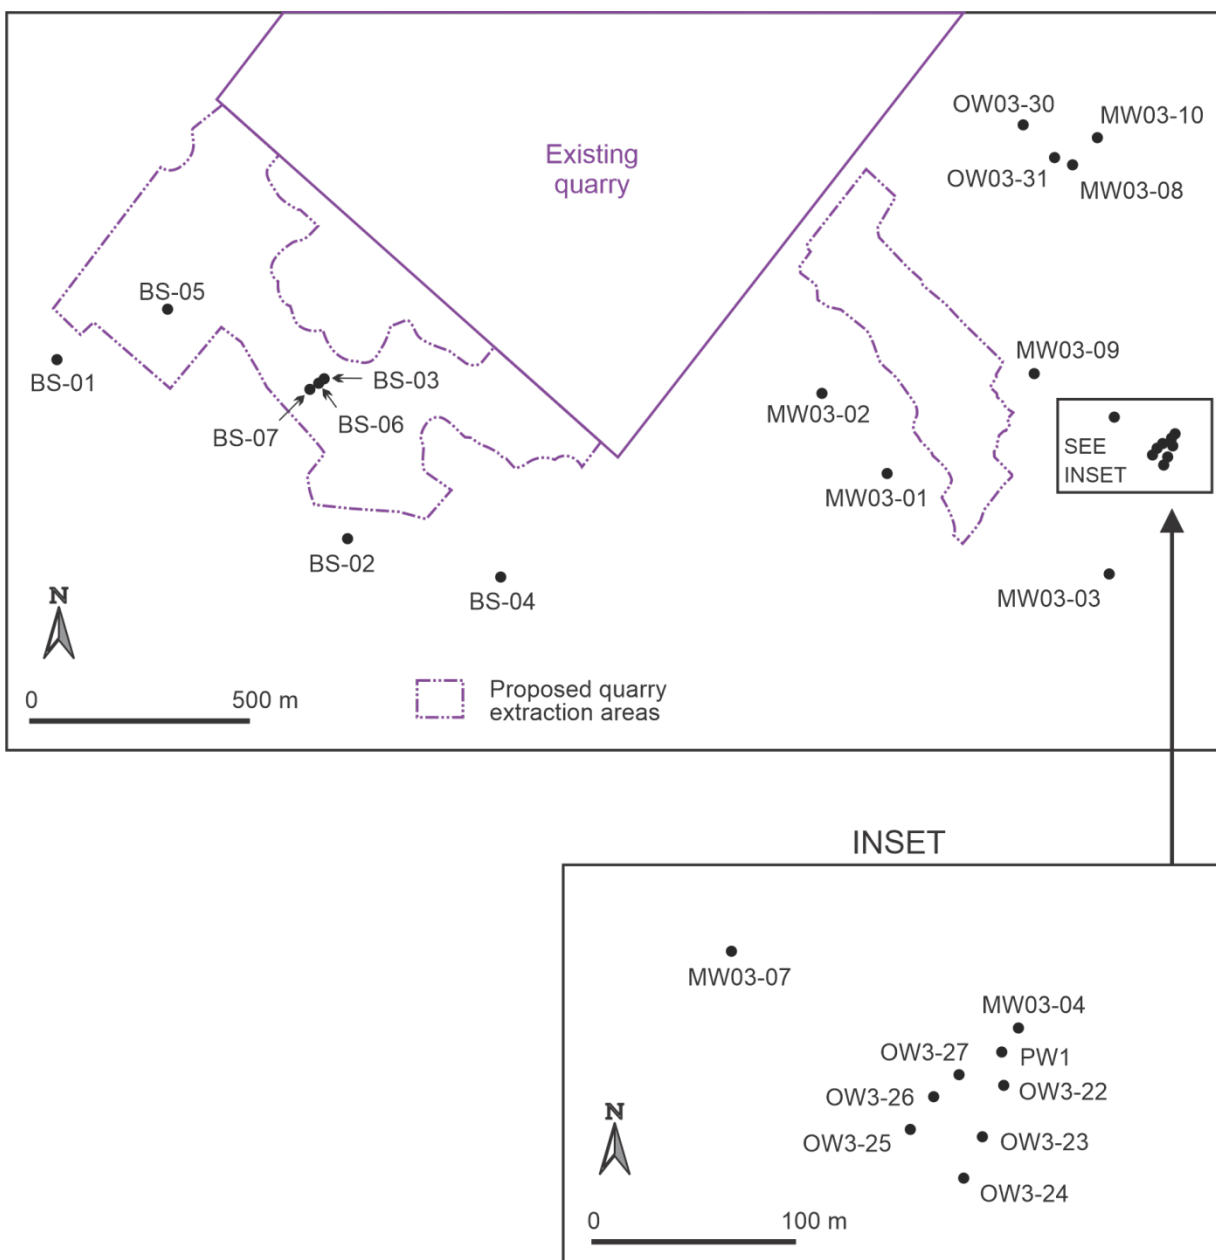 OW03-30
MW03-10
Existing
quarry
OW03-31
MW03-08
BS-05
MW03-09
BS-01
BS-03
MW03-02
BS-07
BS-06
SEE
INSET
MW03-01
BS-02
BS-04
MW03-03
N
0
500 m
Proposed quarry
extraction areas
INSET
MW03-07
MW03-04
OW3-27
PW1
OW3-26
OW3-22
N
OW3-25
OW3-23
OW3-24
0
100 m